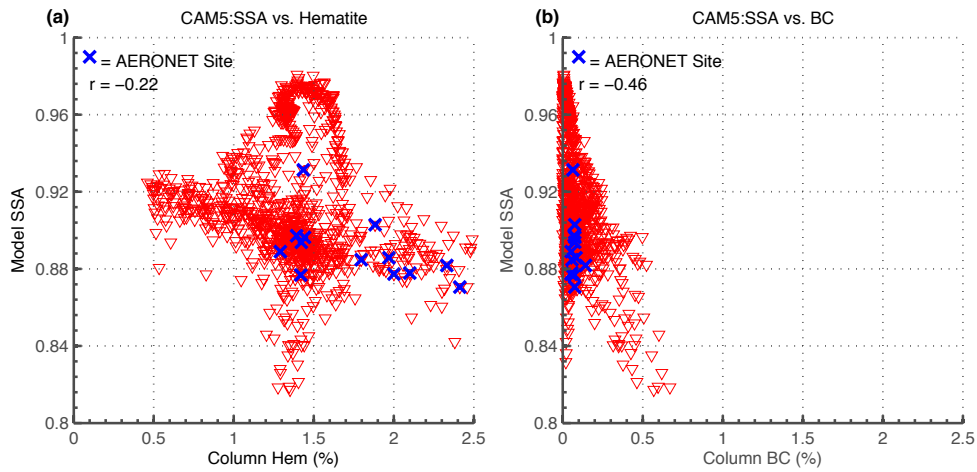 (a)
CAM5:SSA vs. Hematite
1
0.96
0.92
0.88
0.84
0.8
Model SSA
= AERONET Site
r = −0.22
0
0.5
1
1.5
2
2.5
Column Hem (%)
(b)
CAM5:SSA vs. BC
1
0.96
0.92
0.88
0.84
0.8
Model SSA
= AERONET Site
r = −0.46
0
0.5
1
1.5
2
2.5
Column BC (%)